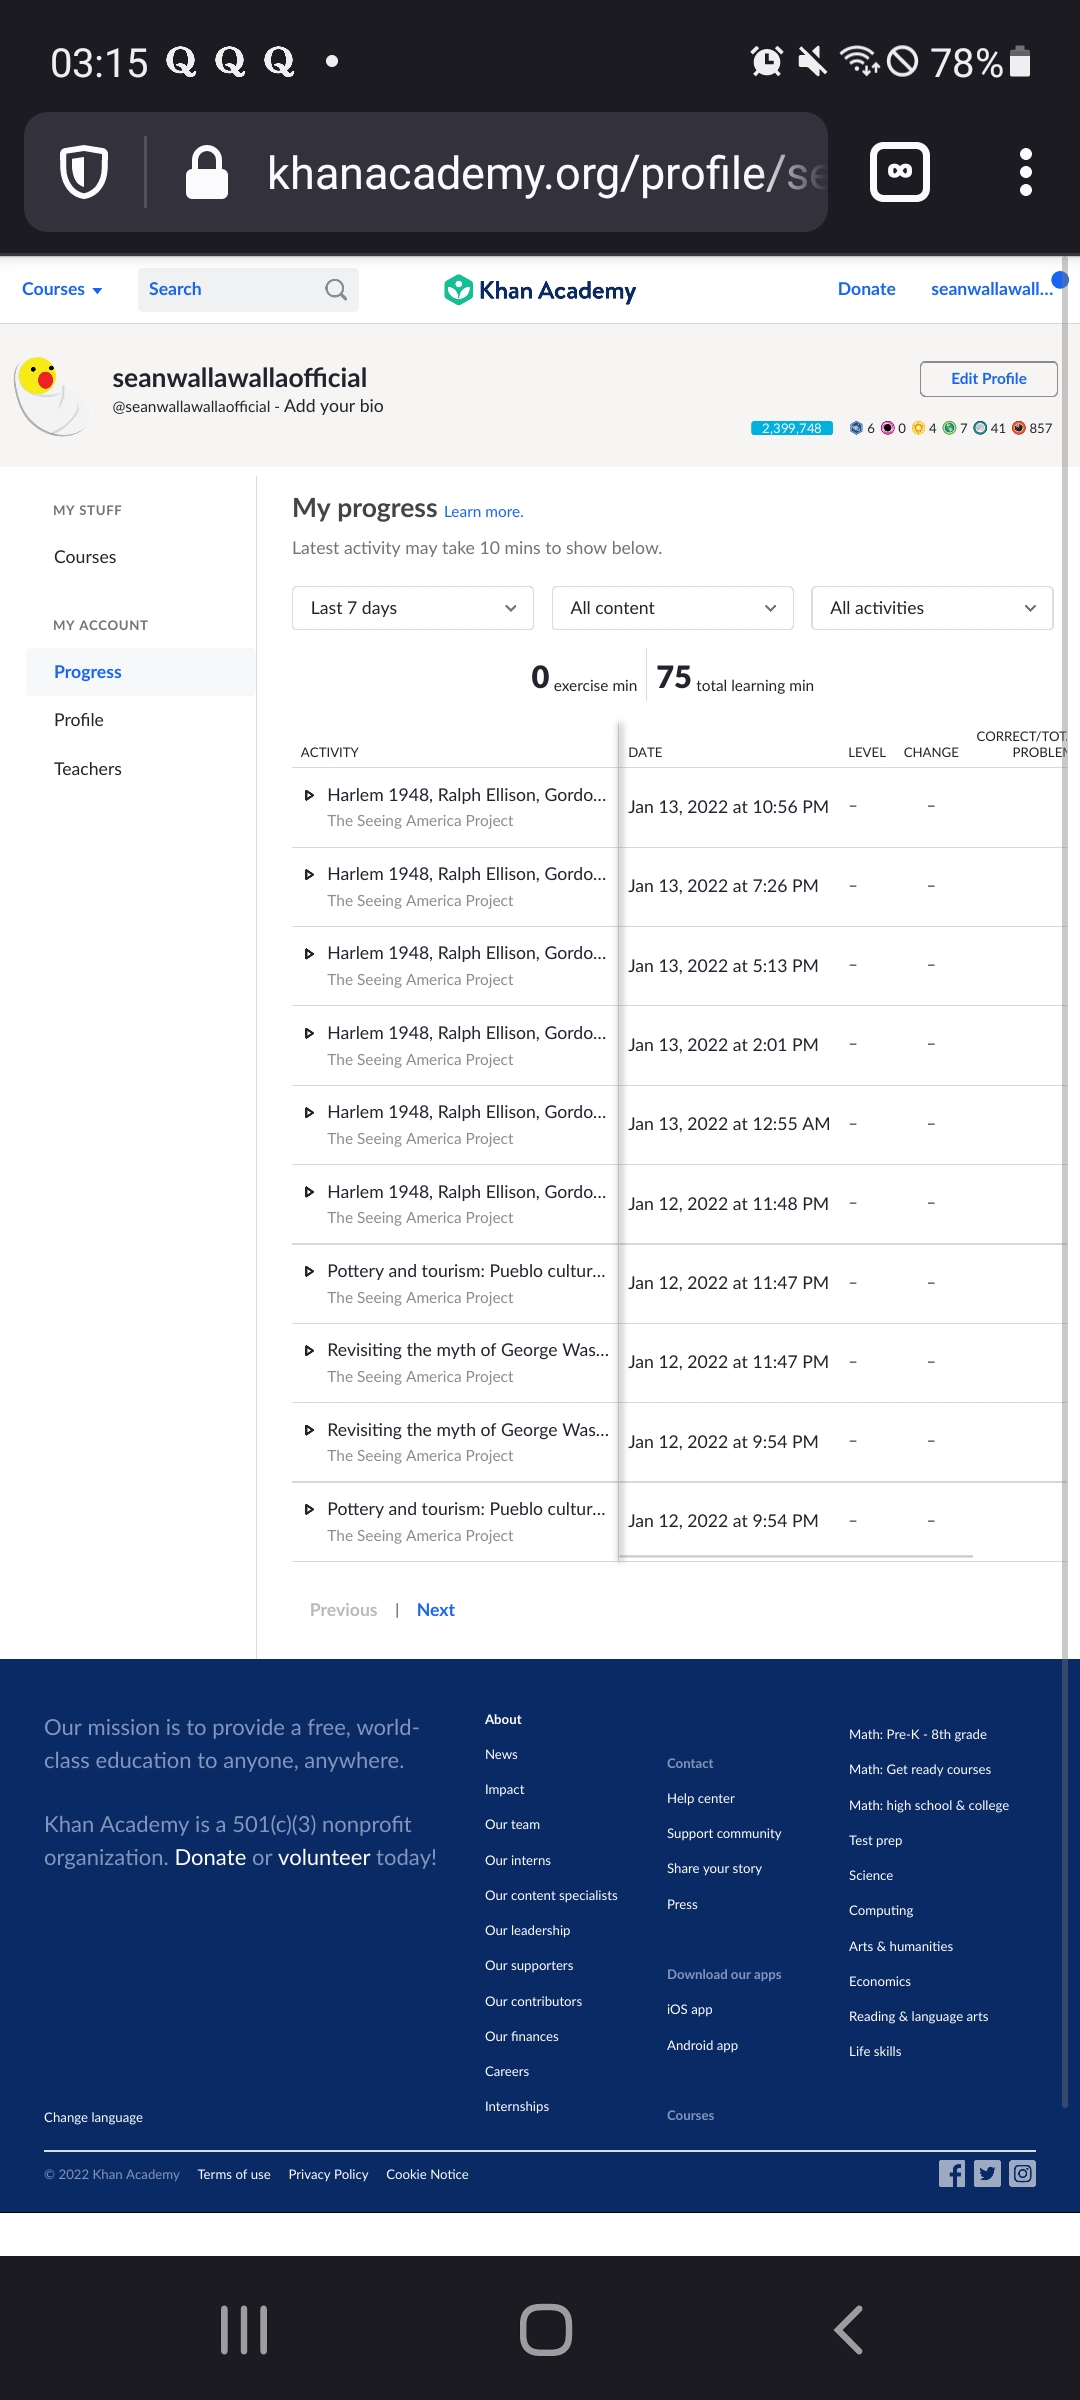 03:15 Q Q Q 78%
khanacademy.org/profile/se
Courses Search Khan Academy Donate seanwallawall...
seanwallawallaofficial
@seanwallawallaofficial - Add your bio
Edit Profile
2,399,748 6 0 4 7 41 857
MY STUFF
Courses
MY ACCOUNT
Progress
Profile
Teachers
My progress Learn more.
Latest activity may take 10 mins to show below.
Last 7 days All content All activities
0 exercise min 75 total learning min
ACTIVITY DATE LEVEL CHANGE CORRECT/TOT
PROBLEM
Harlem 1948, Ralph Ellison, Gordo... Jan 13, 2022 at 10:56 PM – –
The Seeing America Project
Harlem 1948, Ralph Ellison, Gordo... Jan 13, 2022 at 7:26 PM – –
The Seeing America Project
Harlem 1948, Ralph Ellison, Gordo... Jan 13, 2022 at 5:13 PM – –
The Seeing America Project
Harlem 1948, Ralph Ellison, Gordo... Jan 13, 2022 at 2:01 PM – –
The Seeing America Project
Harlem 1948, Ralph Ellison, Gordo... Jan 13, 2022 at 12:55 AM – –
The Seeing America Project
Harlem 1948, Ralph Ellison, Gordo... Jan 12, 2022 at 11:48 PM – –
The Seeing America Project
Pottery and tourism: Pueblo cultur... Jan 12, 2022 at 11:47 PM – –
The Seeing America Project
Revisiting the myth of George Was... Jan 12, 2022 at 11:47 PM – –
The Seeing America Project
Revisiting the myth of George Was... Jan 12, 2022 at 9:54 PM – –
The Seeing America Project
Pottery and tourism: Pueblo cultur... Jan 12, 2022 at 9:54 PM – –
The Seeing America Project
Previous | Next
Our mission is to provide a free, world-
class education to anyone, anywhere.
Khan Academy is a 501(c)(3) nonprofit
organization. Donate or volunteer today!
About
News
Impact
Our team
Our interns
Our content specialists
Our leadership
Our supporters
Our contributors
Our finances
Careers
Internships
Contact
Help center
Support community
Share your story
Press
Download our apps
iOS app
Android app
Courses
Math: Pre-K - 8th grade
Math: Get ready courses
Math: high school & college
Test prep
Science
Computing
Arts & humanities
Economics
Reading & language arts
Life skills
Change language
© 2022 Khan Academy Terms of use Privacy Policy Cookie Notice